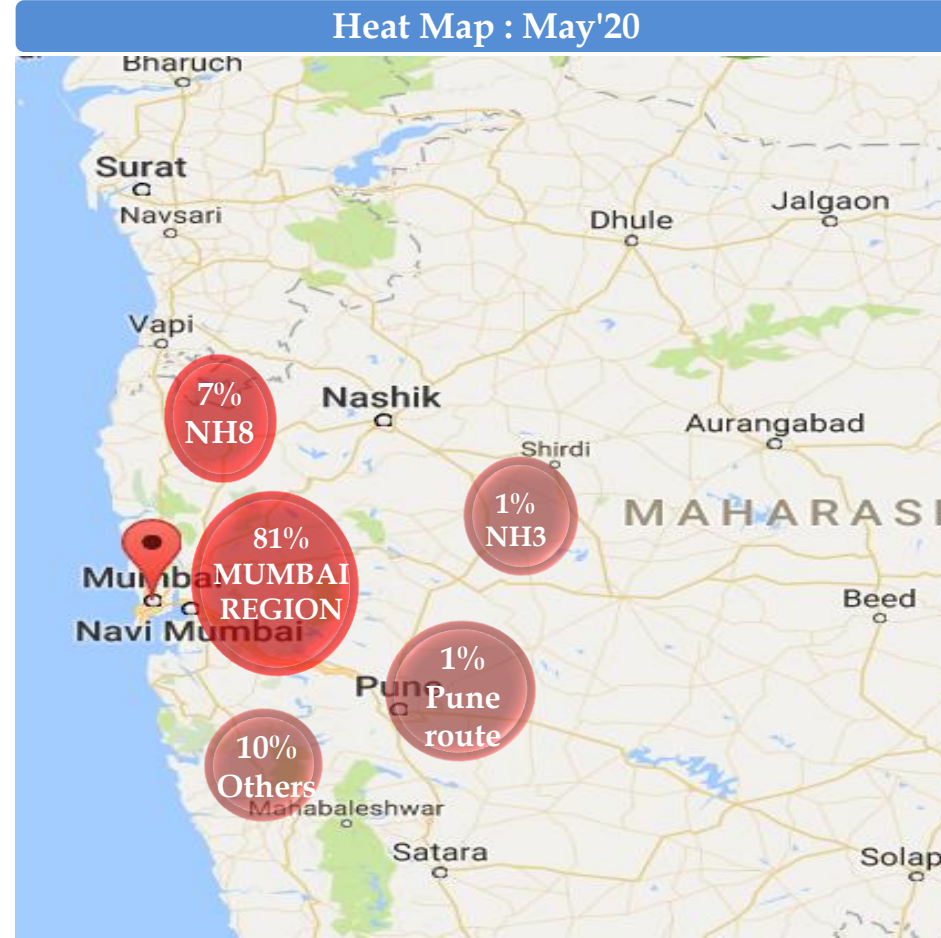 Heat Map : May'20
Bharuch
Surat
Navsari
Dhule
Jalgaon
Vapi
7%
NH8
Nashik
Aurangabad
Shirdi
1%
NH3
MAHARAS
81%
MUMBAI
REGION
Mumba
Navi Mumbai
Beed
1%
Pune
Pune
route
10%
Others
Mahabaleshwar
Satara
Solap